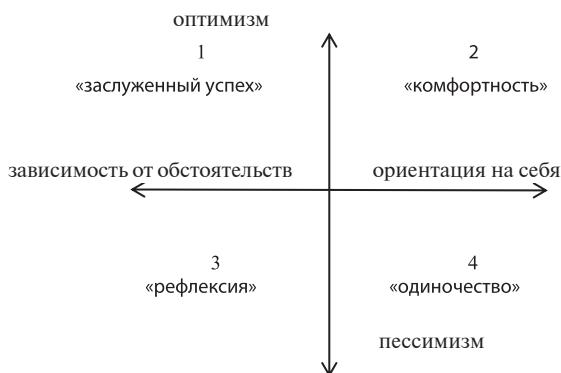 оптимизм
1 2
«заслуженный успех» «комфортность»
зависимость от обстоятельств ориентация на себя
3 4
«рефлексия» «одиночество»
пессимизм